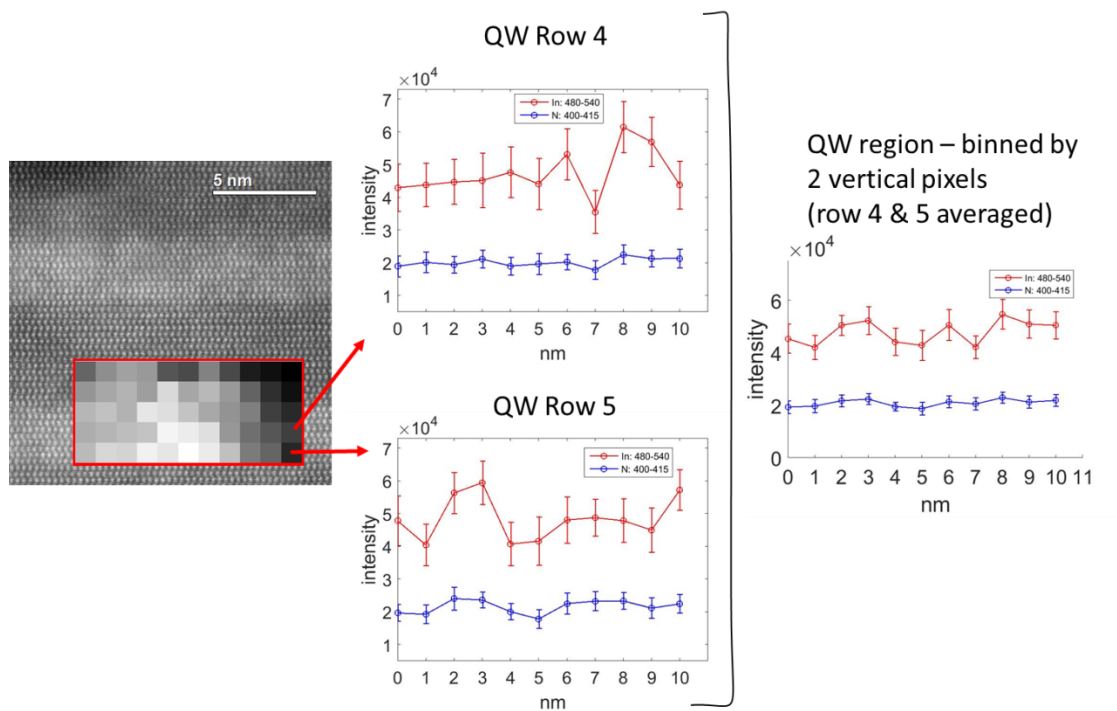 QW Row 4
×10⁴
7
6
5
4
3
2
1
intensity
In: 480-540
N: 400-415
0 1 2 3 4 5 6 7 8 9 10
nm
5 nm
QW Row 5
×10⁴
7
6
5
4
3
2
1
intensity
In: 480-540
N: 400-415
0 1 2 3 4 5 6 7 8 9 10
nm
QW region – binned by
2 vertical pixels
(row 4 & 5 averaged)
×10⁴
6
4
2
0
intensity
In: 480-540
N: 400-415
0 1 2 3 4 5 6 7 8 9 10 11
nm